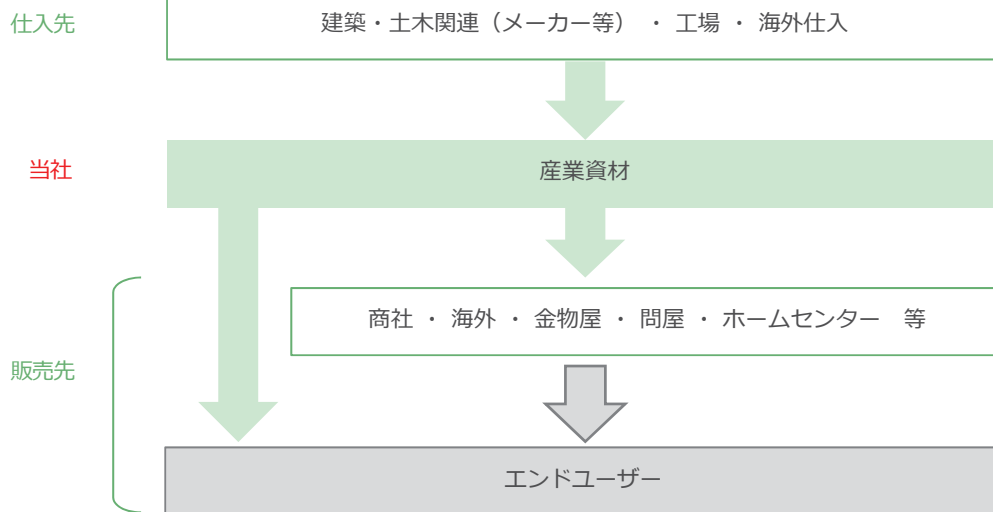 仕入先
建築・土木関連（メーカー等） ・ 工場 ・ 海外仕入
当社
産業資材
商社 ・ 海外 ・ 金物屋 ・ 問屋 ・ ホームセンター　等
販売先
エンドユーザー